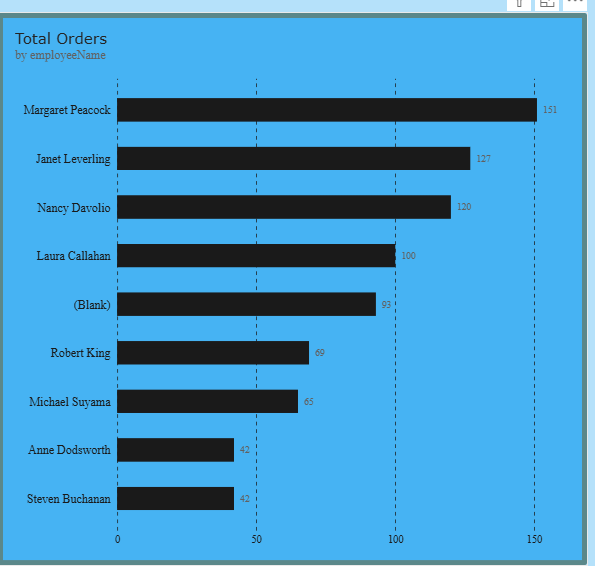 Total Orders
by employeeName
Margaret Peacock 151
Janet Leverling 127
Nancy Davolio 120
Laura Callahan 100
(Blank) 93
Robert King 69
Michael Suyama 65
Anne Dodsworth 42
Steven Buchanan 42
0 50 100 150